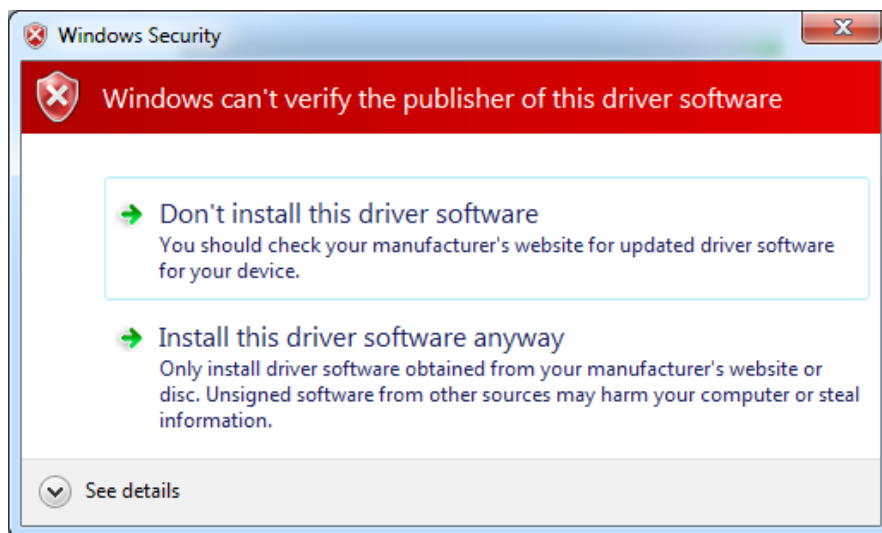 Windows Security
Windows can't verify the publisher of this driver software
Don't install this driver software
You should check your manufacturer's website for updated driver software
for your device.
Install this driver software anyway
Only install driver software obtained from your manufacturer's website or
disc. Unsigned software from other sources may harm your computer or steal
information.
See details